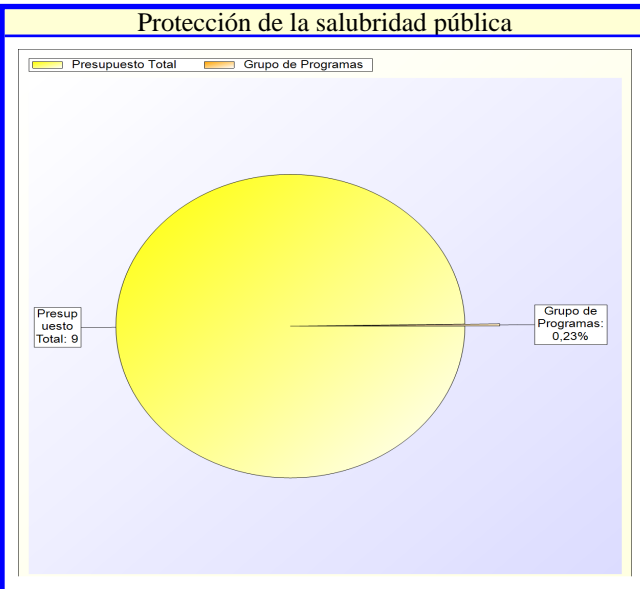 Protección de la salubridad pública
Presupuesto Total
Grupo de Programas
Presup
uesto
Total: 9
Grupo de
Programas:
0,23%